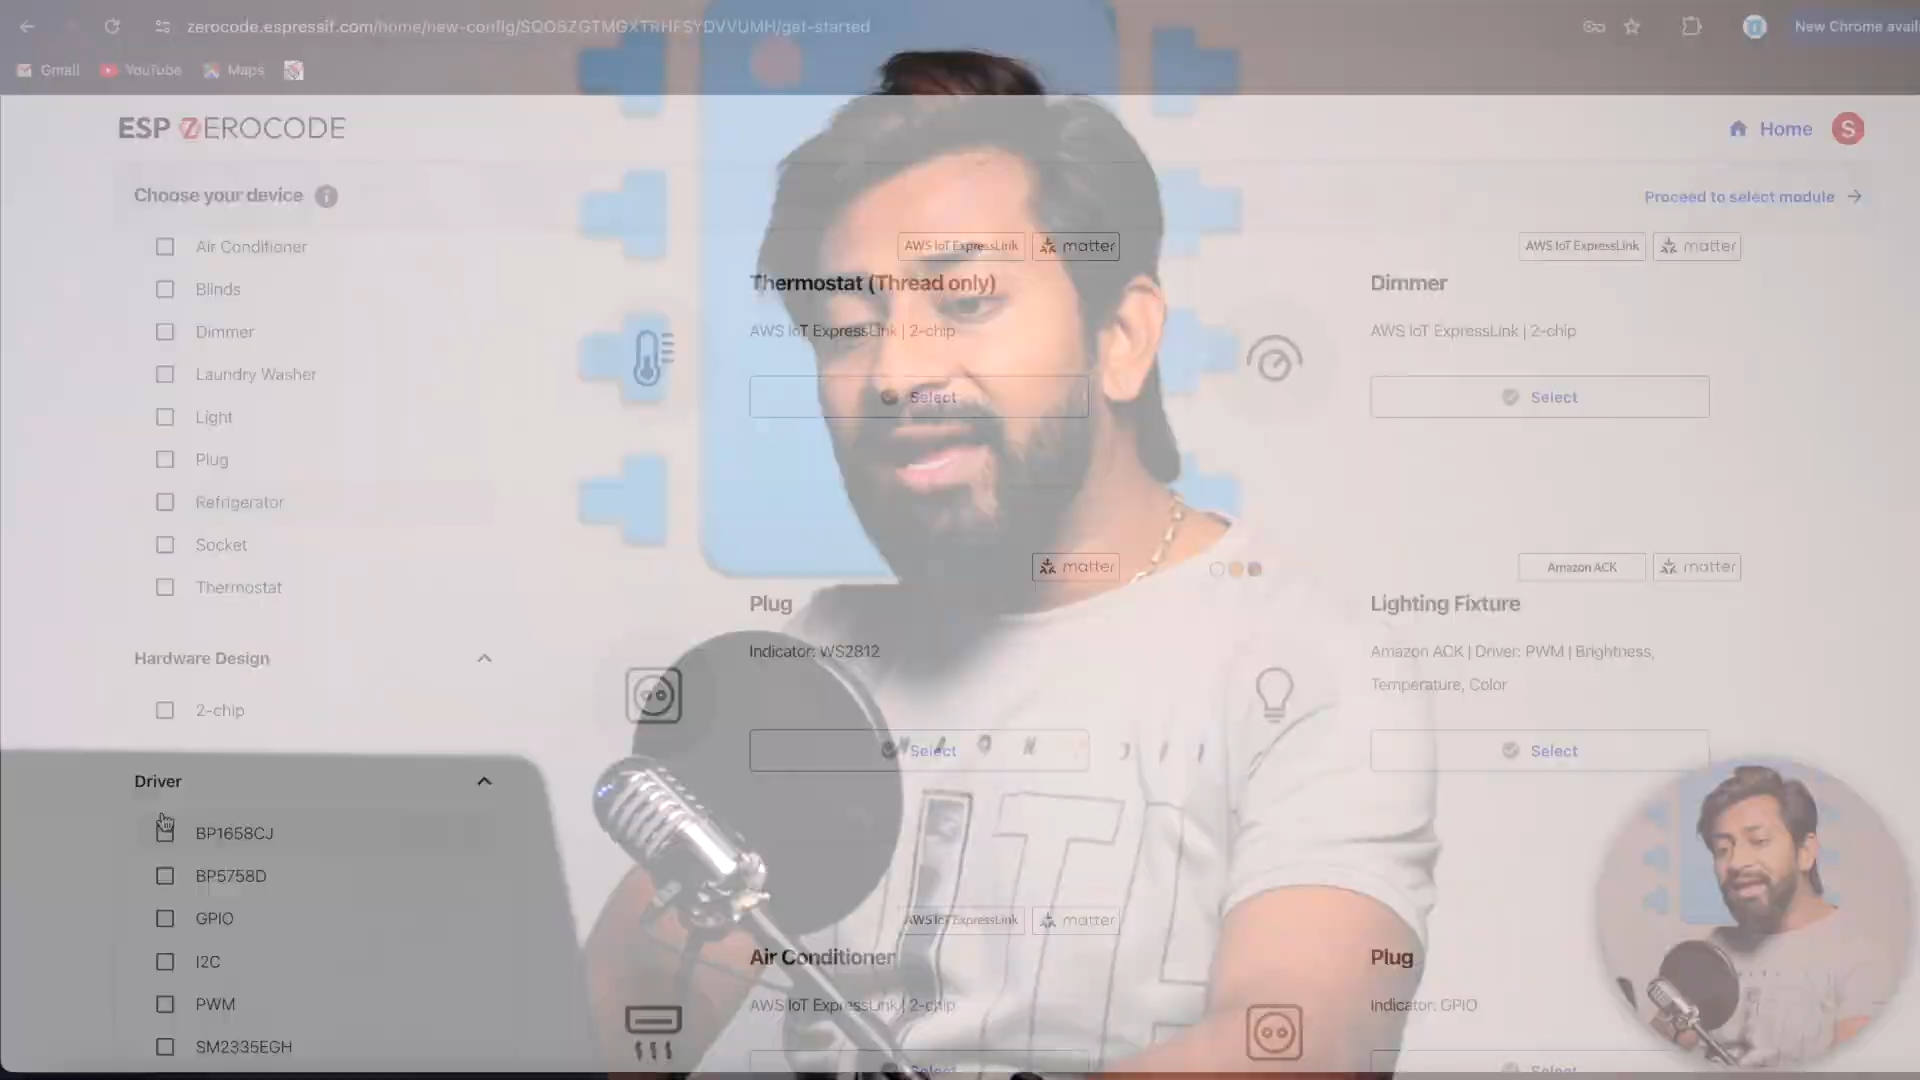 zerocode.espressif.com/home/new-config/SQOBZGTMGXTRHFSYDVVUMH/get-started
New Chrome avail
Gmail
YouTube
Maps
ESP ZEROCODE
Home
S
Choose your device
Proceed to select module
Air Conditioner
Blinds
Dimmer
Laundry Washer
Light
Plug
Refrigerator
Socket
Thermostat
Hardware Design
2-chip
Driver
BP1658CJ
BP5758D
GPIO
I2C
PWM
SM2335EGH
AWS IoT ExpressLink
matter
Thermostat (Thread only)
AWS IoT ExpressLink | 2-chip
Select
AWS IoT ExpressLink
matter
Dimmer
AWS IoT ExpressLink | 2-chip
Select
matter
Plug
Indicator: WS2812
Select
Amazon ACK
matter
Lighting Fixture
Amazon ACK | Driver: PWM | Brightness,
Temperature, Color
Select
AWS IoT ExpressLink
matter
Air Conditioner
AWS IoT ExpressLink | 2-chip
Select
Plug
Indicator: GPIO
Select